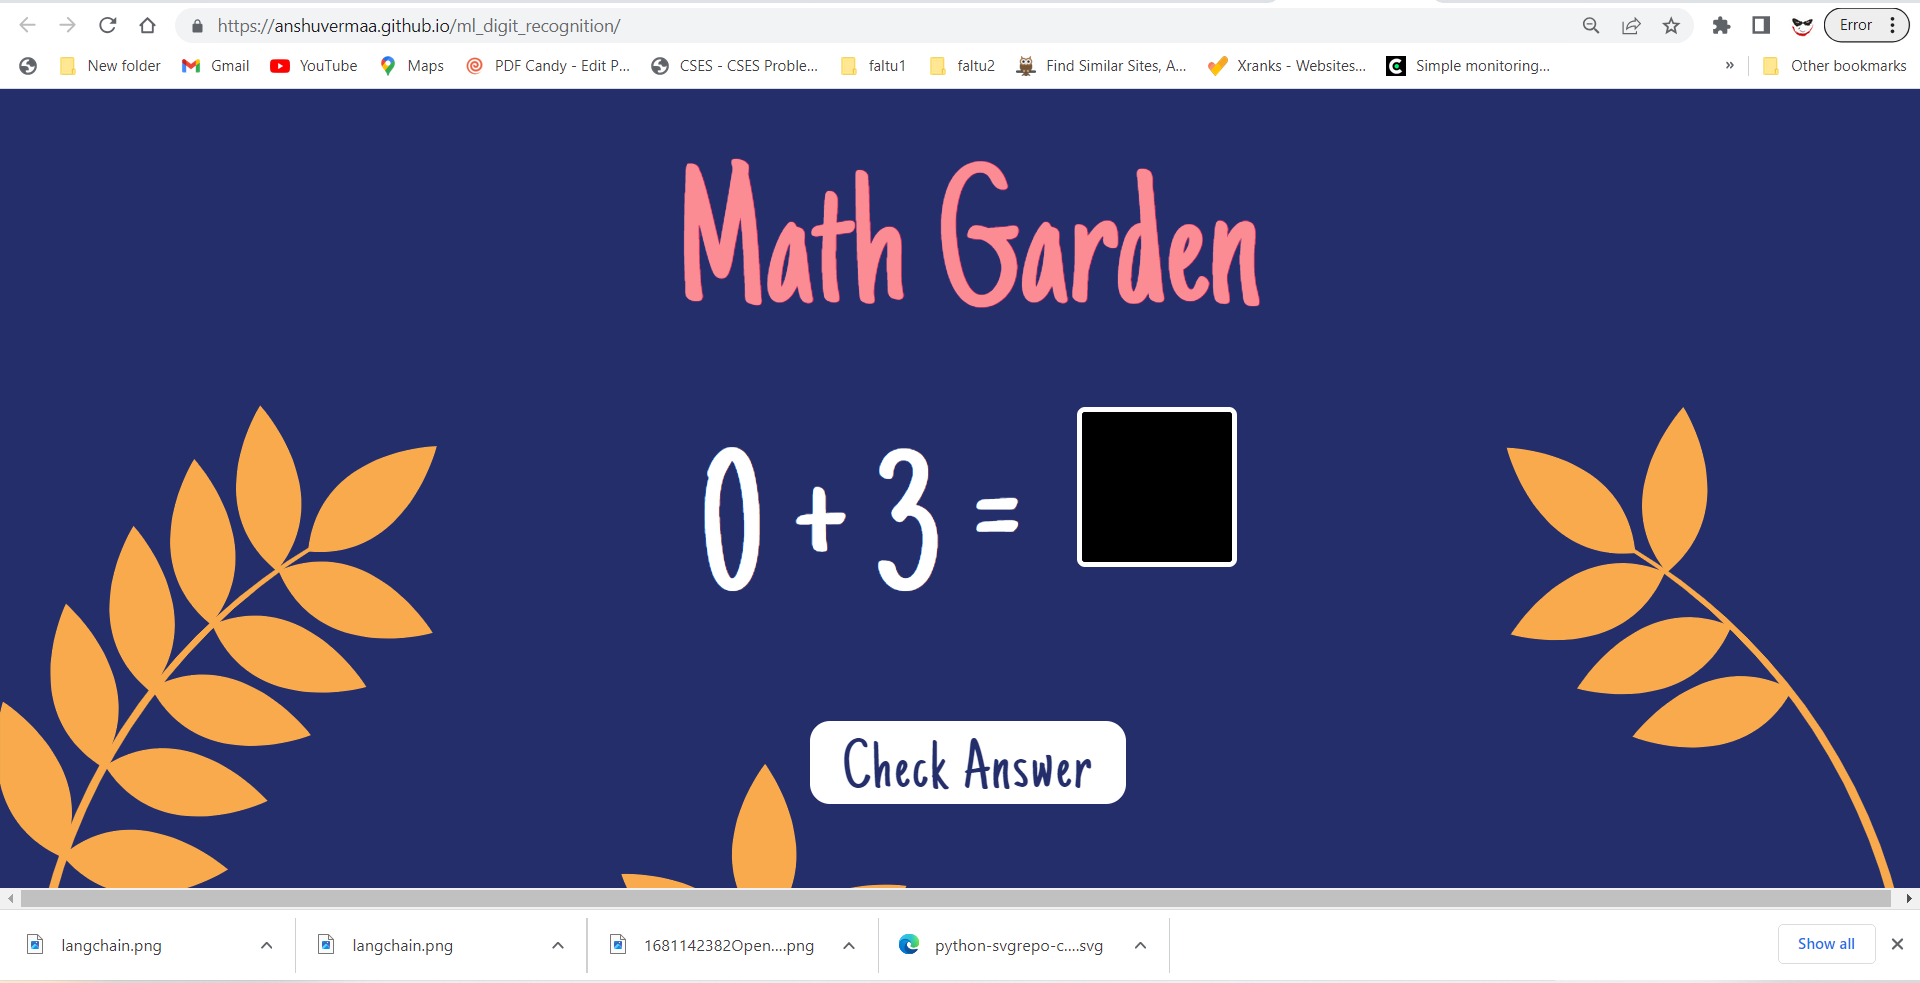 https://anshuvermaa.github.io/ml_digit_recognition/
Error
New folder
Gmail
YouTube
Maps
PDF Candy - Edit P...
CSES - CSES Proble...
faltu1
faltu2
Find Similar Sites, A...
Xranks - Websites...
Simple monitoring...
»
Other bookmarks
Math Garden
0 + 3 =
Check Answer
langchain.png
langchain.png
1681142382Open....png
python-svgrepo-c....svg
Show all